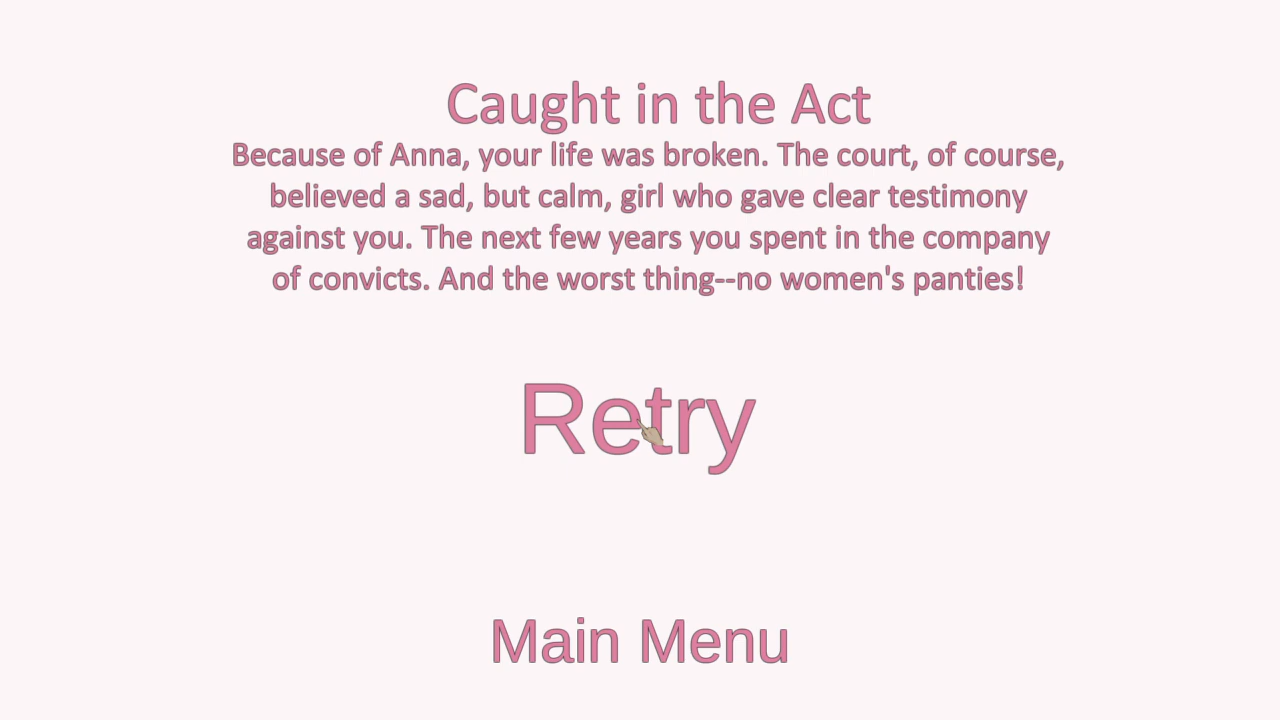 Caught in the Act
Because of Anna, your life was broken. The court, of course,
believed a sad, but calm, girl who gave clear testimony
against you. The next few years you spent in the company
of convicts. And the worst thing--no women's panties!
Retry
Main Menu